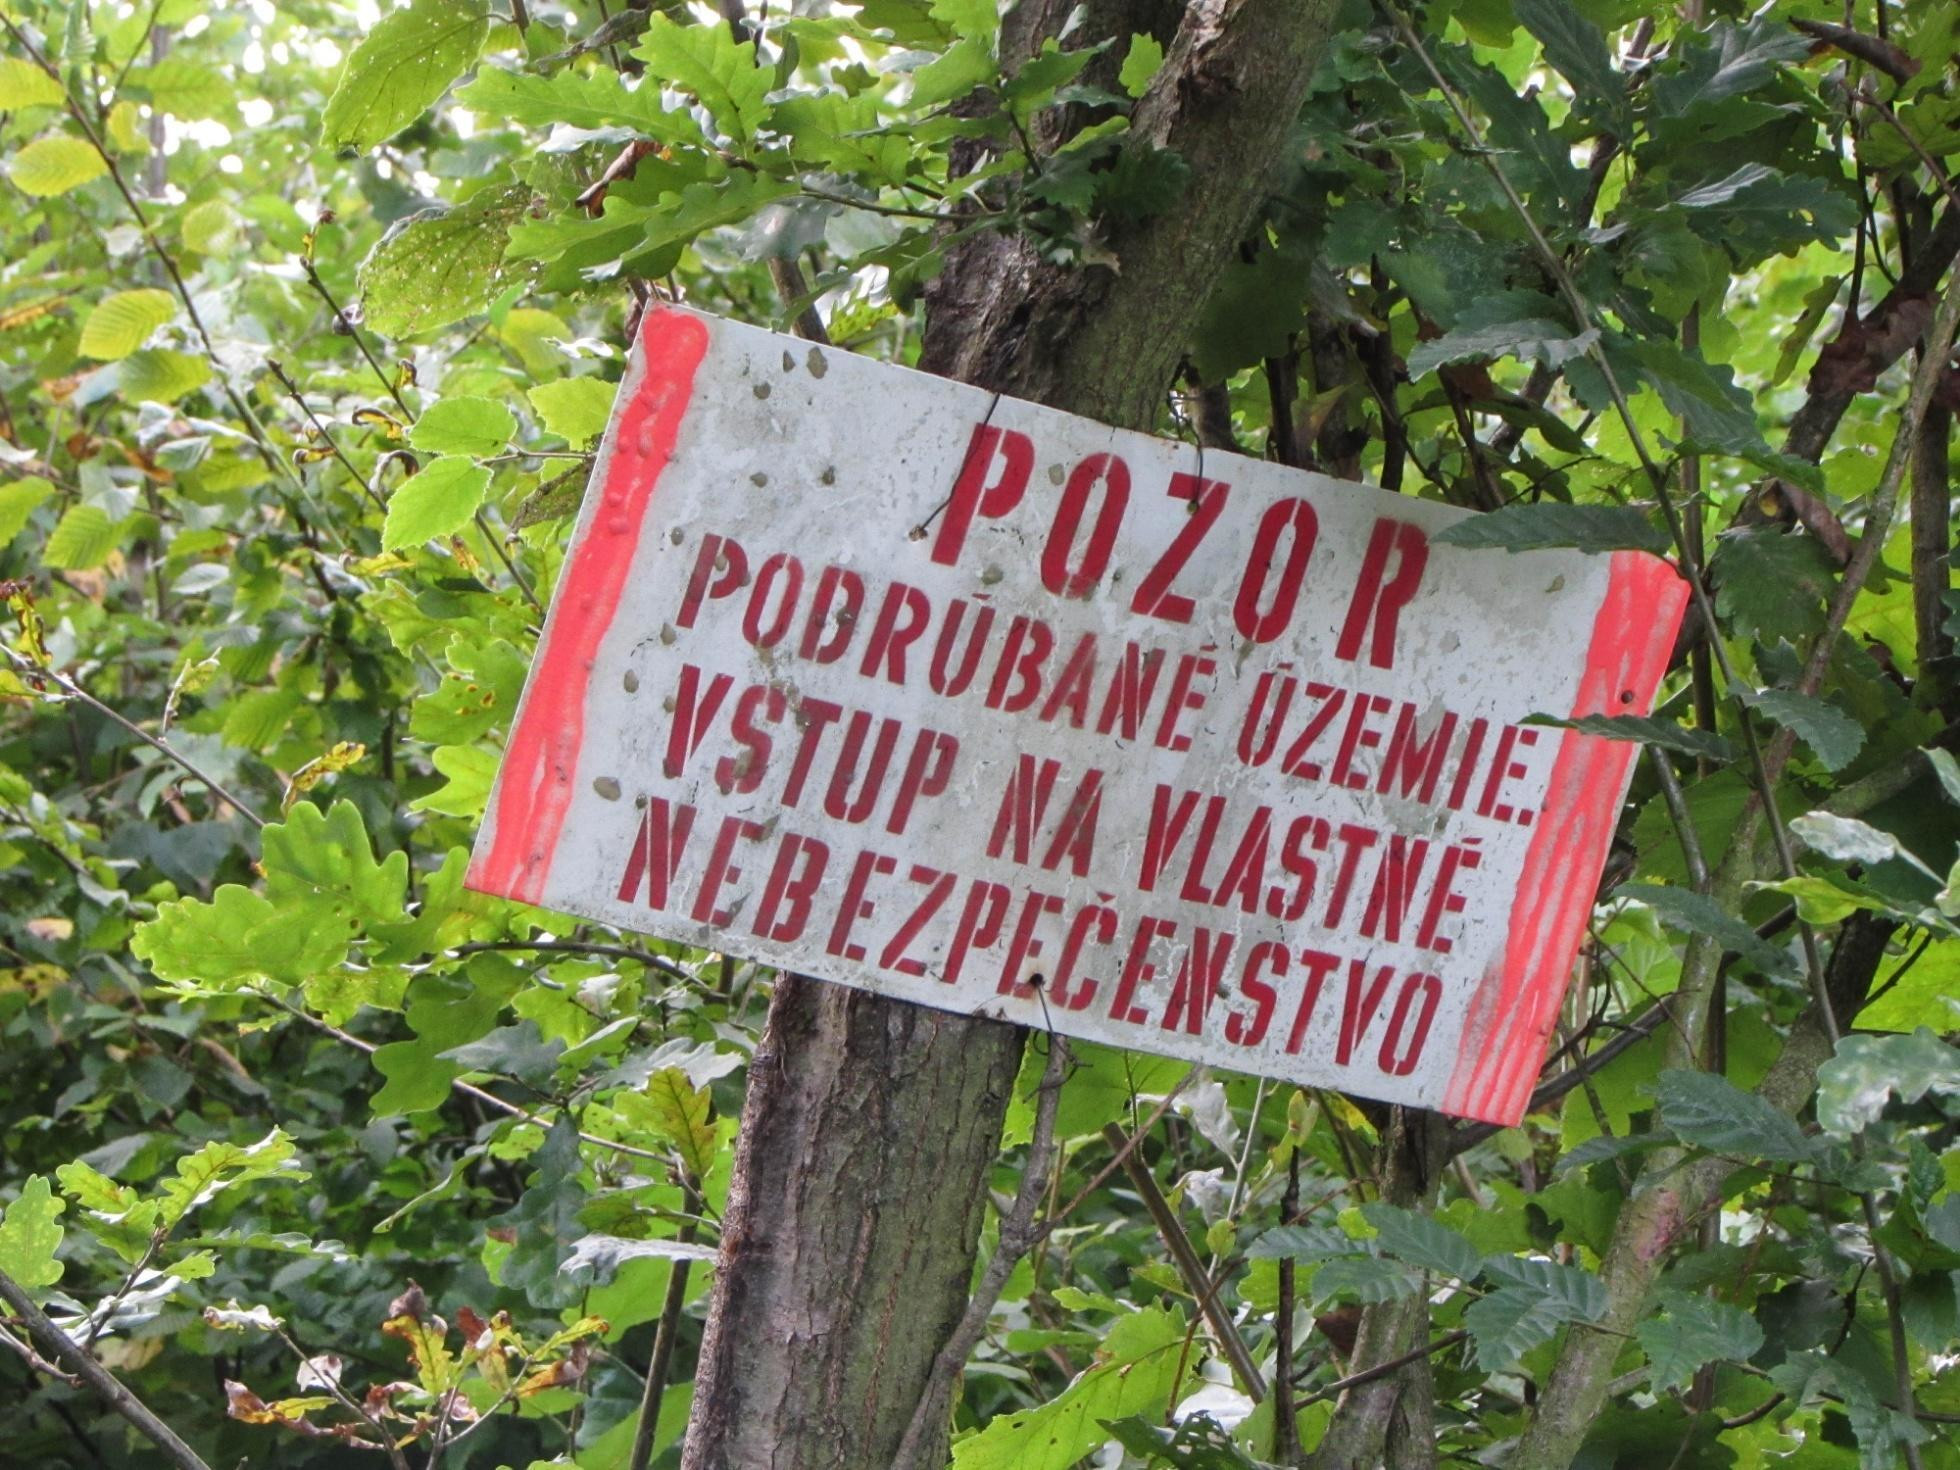 POZOR
PODRÚBANÉ ÚZEMIE.
VSTUP NA VLASTNÉ
NEBEZPEČENSTVO